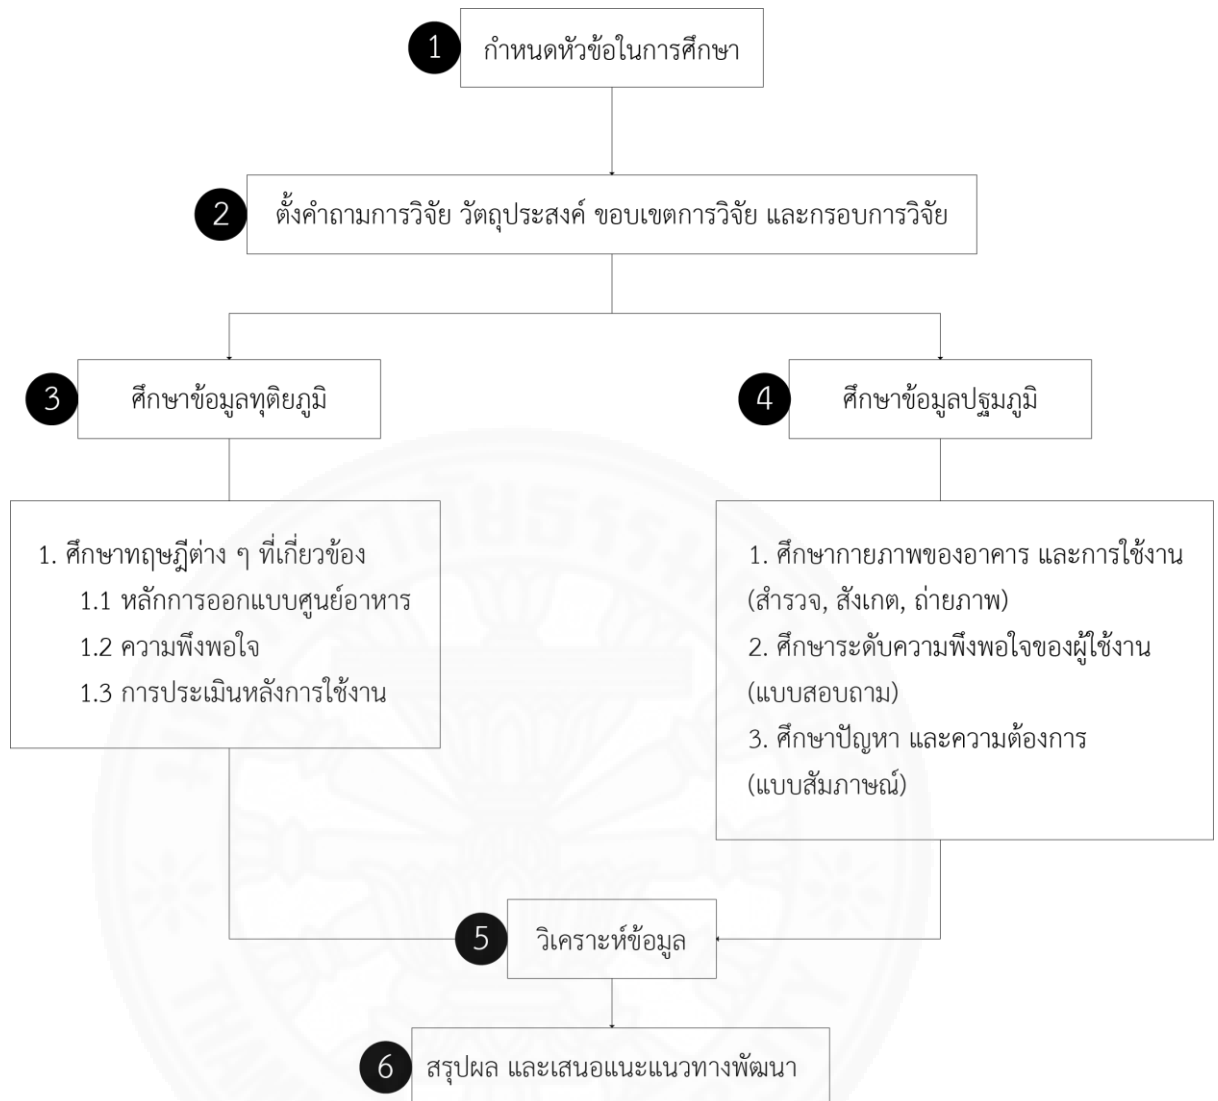 1 กำหนดหัวข้อในการศึกษา
2 ตั้งคำถามการวิจัย วัตถุประสงค์ ขอบเขตการวิจัย และกรอบการวิจัย
3 ศึกษาข้อมูลทุติยภูมิ
1. ศึกษาทฤษฎีต่าง ๆ ที่เกี่ยวข้อง
1.1 หลักการออกแบบศูนย์อาหาร
1.2 ความพึงพอใจ
1.3 การประเมินหลังการใช้งาน
4 ศึกษาข้อมูลปฐมภูมิ
1. ศึกษากายภาพของอาคาร และการใช้งาน
(สำรวจ, สังเกต, ถ่ายภาพ)
2. ศึกษาระดับความพึงพอใจของผู้ใช้งาน
(แบบสอบถาม)
3. ศึกษาปัญหา และความต้องการ
(แบบสัมภาษณ์)
5 วิเคราะห์ข้อมูล
6 สรุปผล และเสนอแนะแนวทางพัฒนา